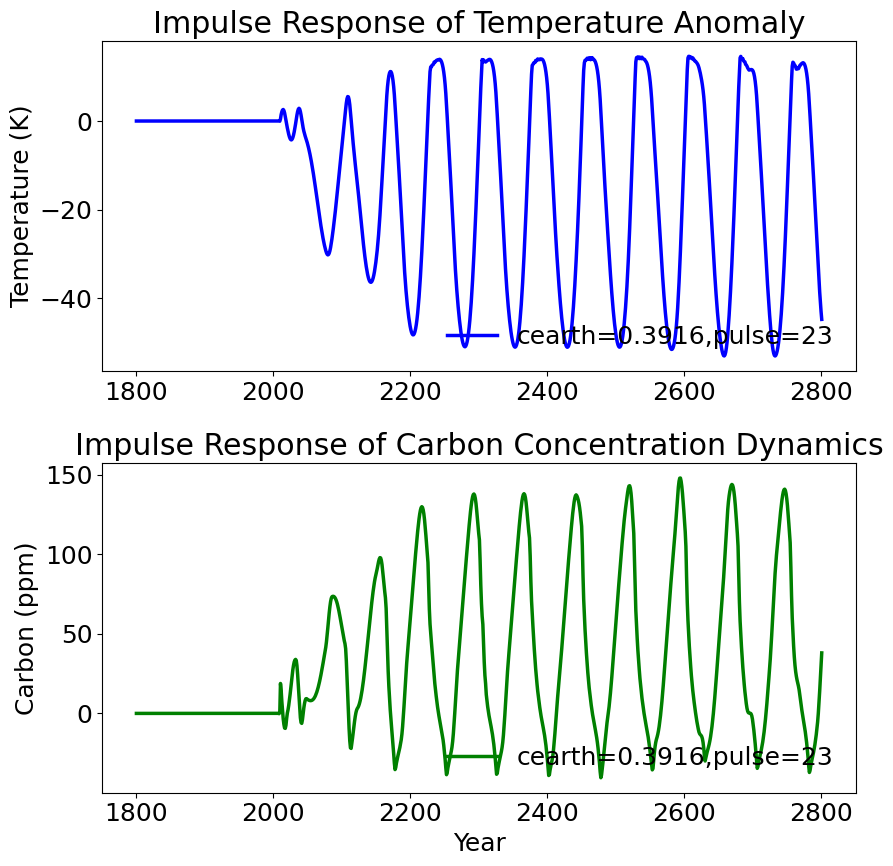 Impulse Response of Temperature Anomaly
Temperature (K)
0
−20
−40
cearth=0.3916,pulse=23
1800 2000 2200 2400 2600 2800
Impulse Response of Carbon Concentration Dynamics
Carbon (ppm)
150
100
50
0
cearth=0.3916,pulse=23
1800 2000 2200 2400 2600 2800
Year